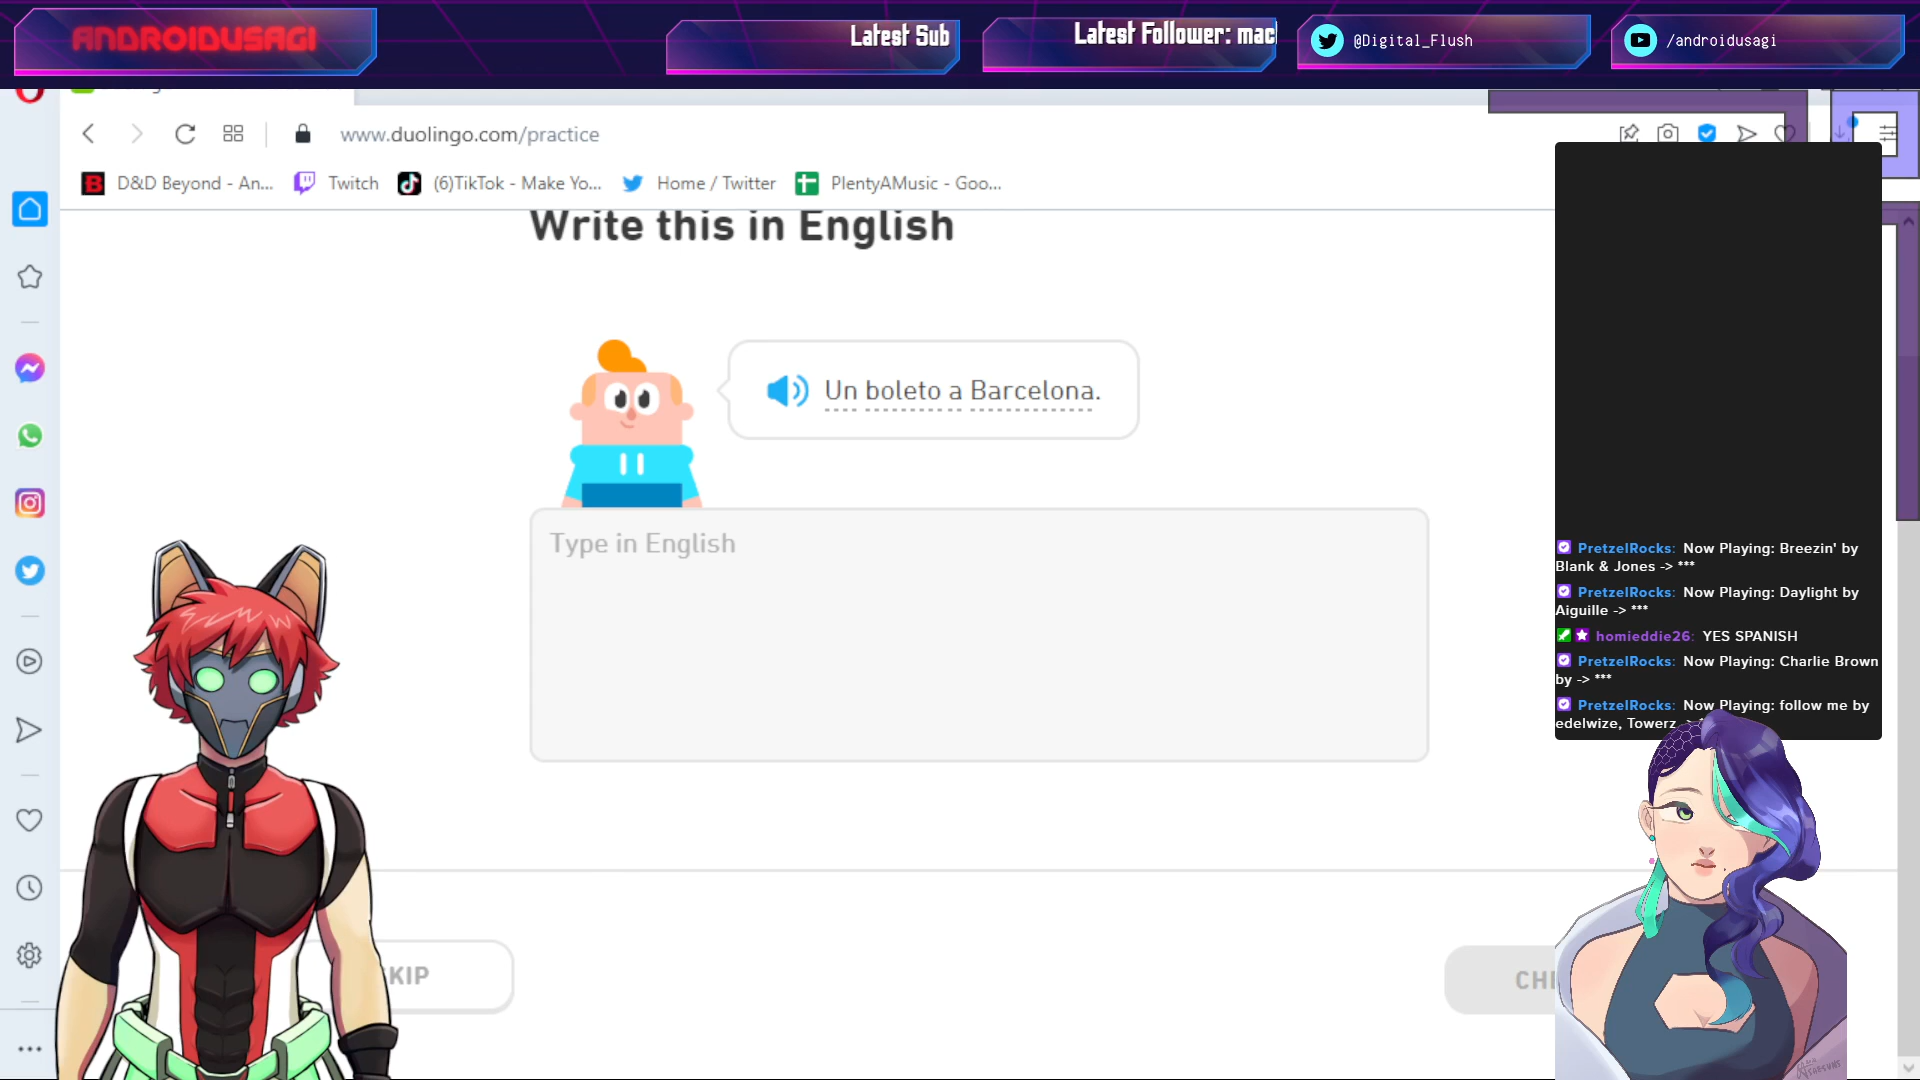 ANDROIDUSAGI
Latest Sub
Latest Follower: mac
@Digital_Flush
/androidusagi
www.duolingo.com/practice
D&D Beyond - An...
Twitch
(6)TikTok - Make Yo...
Home / Twitter
PlentyAMusic - Goo...
Write this in English
Un boleto a Barcelona.
Type in English
PretzelRocks: Now Playing: Breezin' by
Blank & Jones -> ***
PretzelRocks: Now Playing: Daylight by
Aiguille -> ***
homieddie26: YES SPANISH
PretzelRocks: Now Playing: Charlie Brown
by -> ***
PretzelRocks: Now Playing: follow me by
edelwize, Towerz
KIP
CH